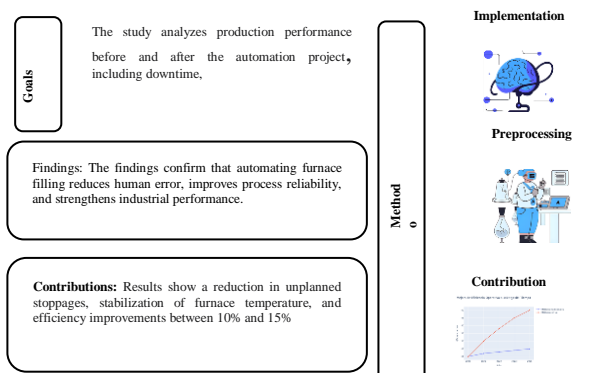 Goals
The study analyzes production performance
before and after the automation project,
including downtime,
Findings: The findings confirm that automating furnace
filling reduces human error, improves process reliability,
and strengthens industrial performance.
Contributions: Results show a reduction in unplanned
stoppages, stabilization of furnace temperature, and
efficiency improvements between 10% and 15%
Method
o
Implementation
Preprocessing
Contribution